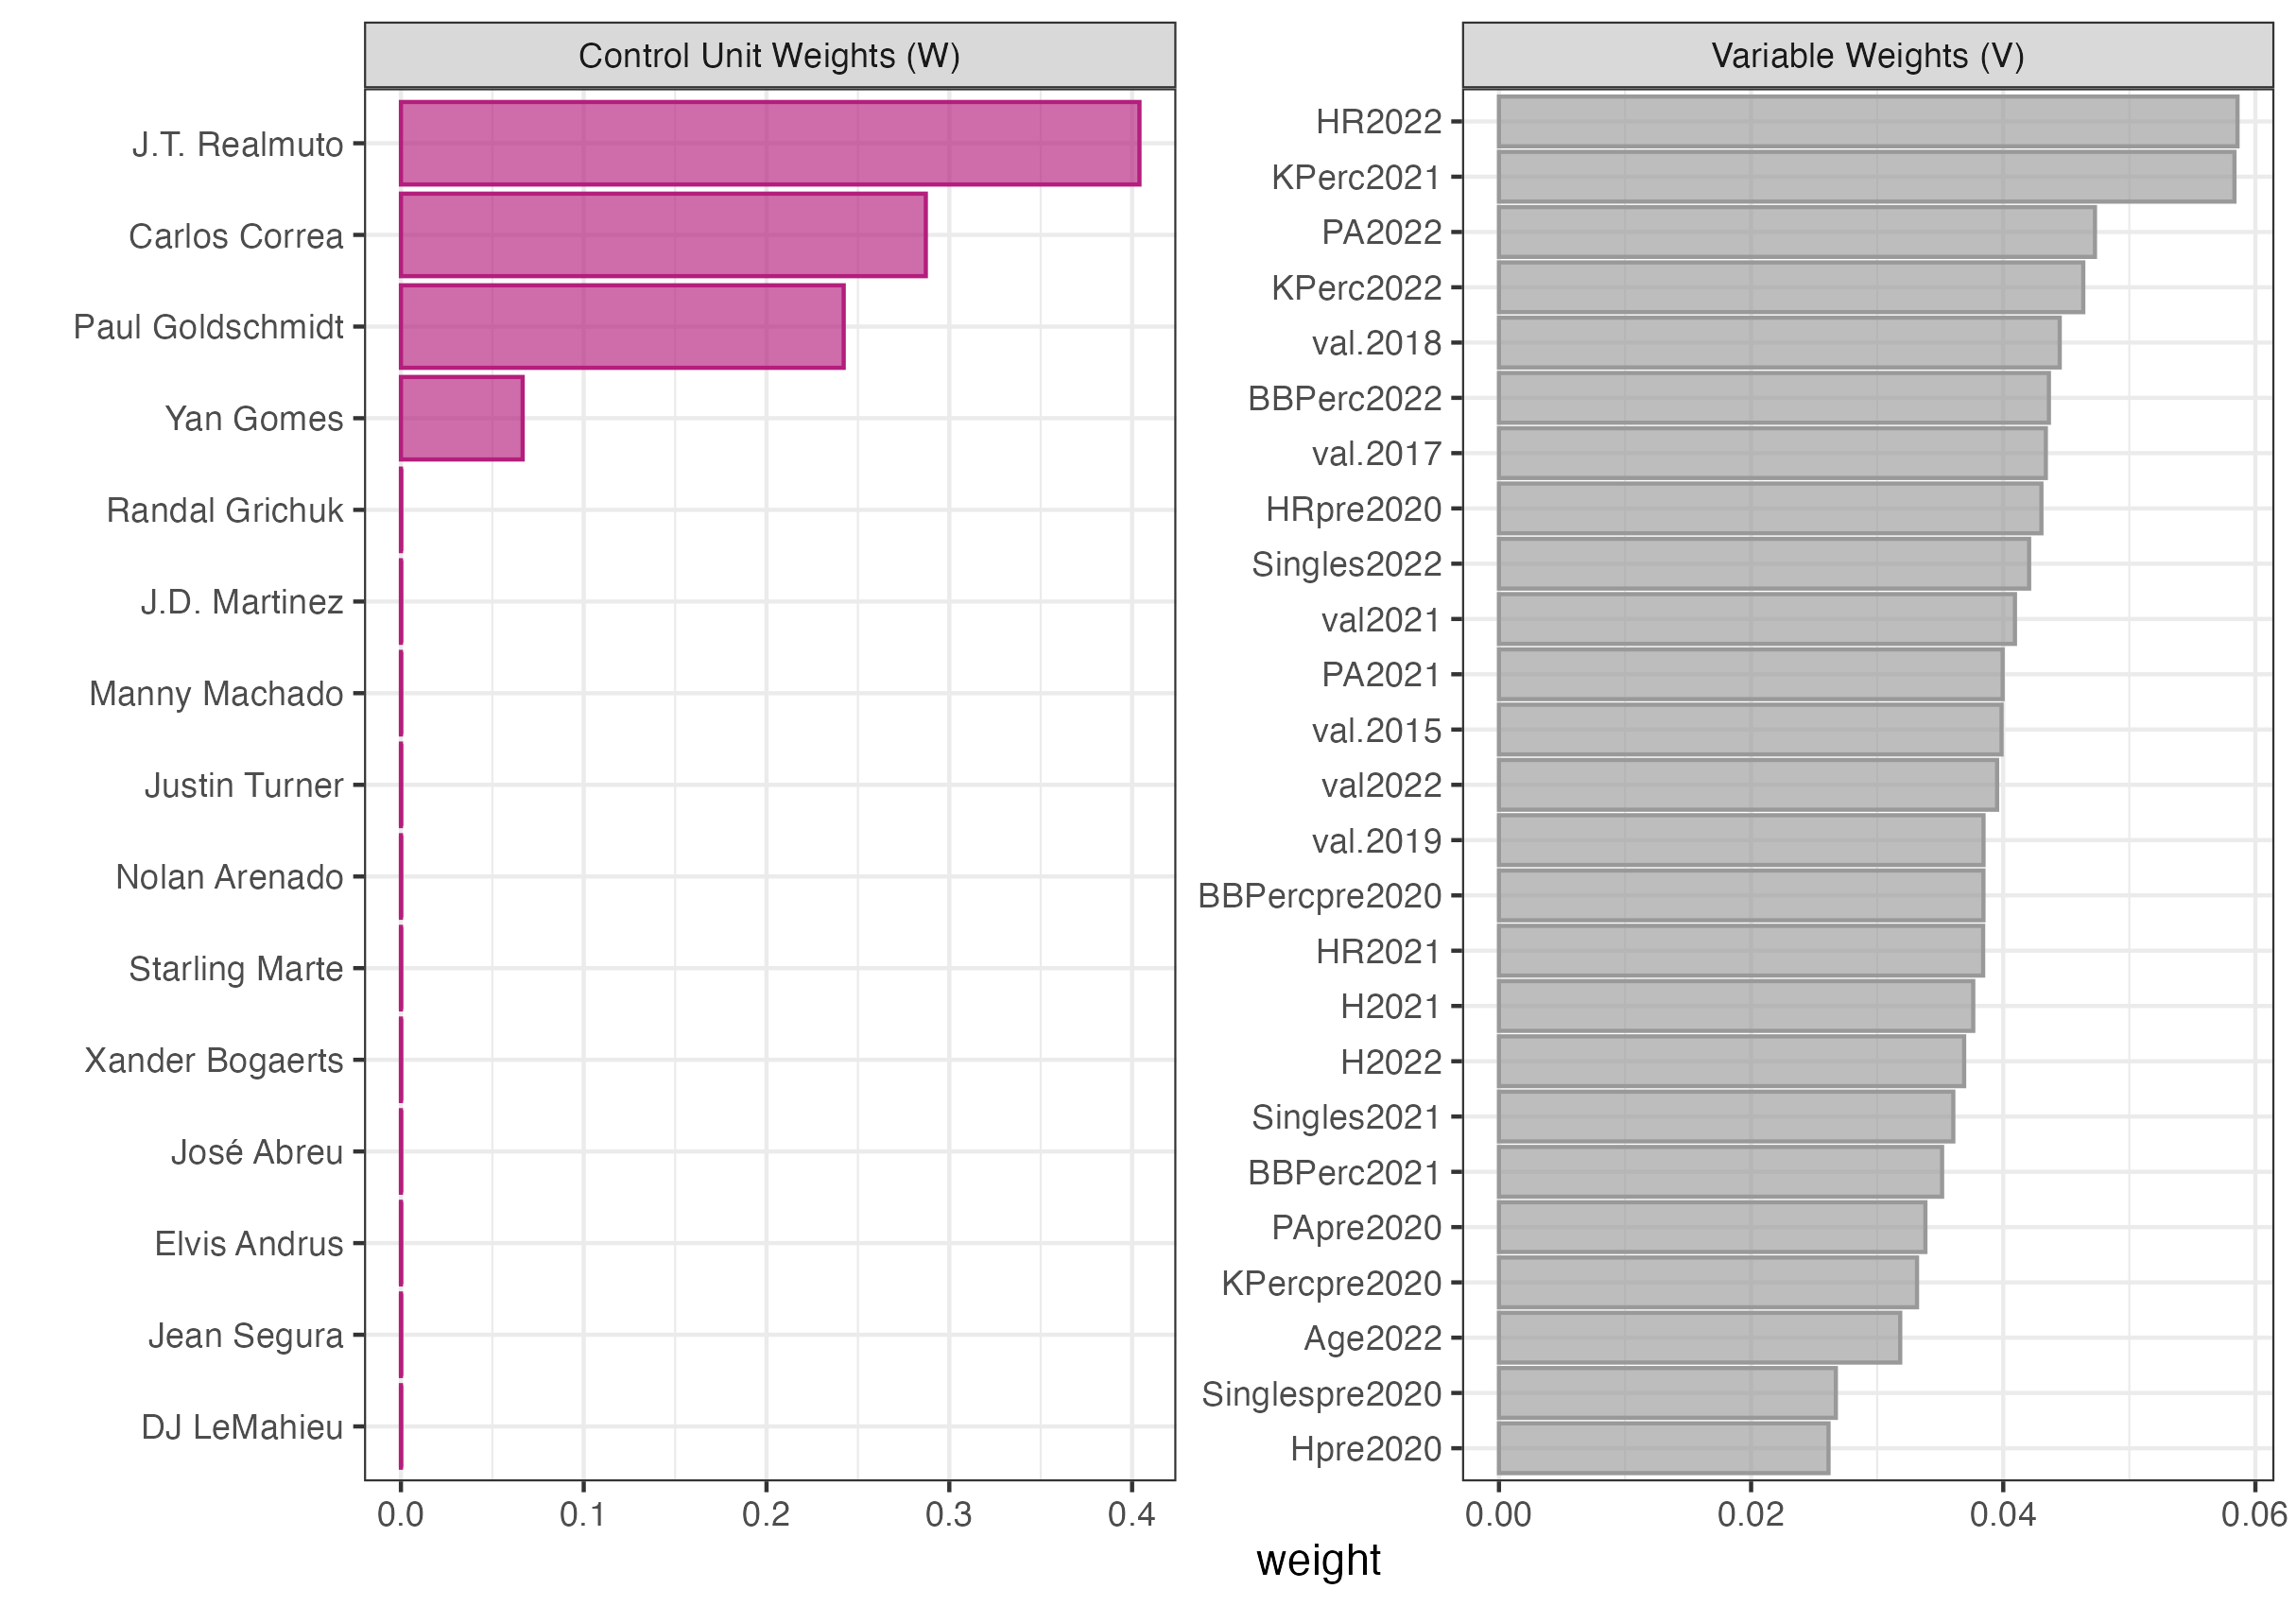 Control Unit Weights (W)
J.T. Realmuto
Carlos Correa
Paul Goldschmidt
Yan Gomes
Randal Grichuk
J.D. Martinez
Manny Machado
Justin Turner
Nolan Arenado
Starling Marte
Xander Bogaerts
José Abreu
Elvis Andrus
Jean Segura
DJ LeMahieu
0.0 0.1 0.2 0.3 0.4
Variable Weights (V)
HR2022
KPerc2021
PA2022
KPerc2022
val.2018
BBPerc2022
val.2017
HRpre2020
Singles2022
val2021
PA2021
val.2015
val2022
val.2019
BBPercpre2020
HR2021
H2021
H2022
Singles2021
BBPerc2021
PApre2020
KPercpre2020
Age2022
Singlespre2020
Hpre2020
0.00 0.02 0.04 0.06
weight